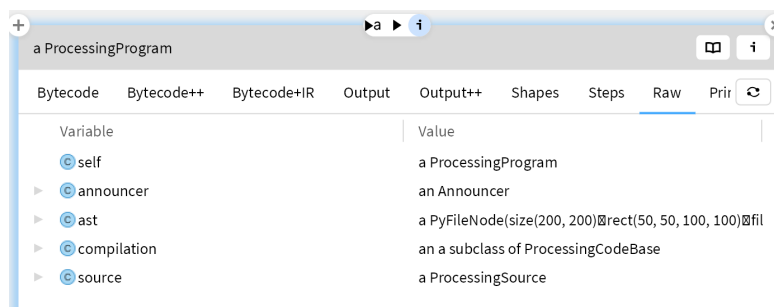 a
i
a ProcessingProgram
i
Bytecode Bytecode++ Bytecode+IR Output Output++ Shapes Steps Raw Prir
Variable Value
self a ProcessingProgram
announcer an Announcer
ast a PyFileNode(size(200, 200)☒rect(50, 50, 100, 100)☒fil
compilation an a subclass of ProcessingCodeBase
source a ProcessingSource